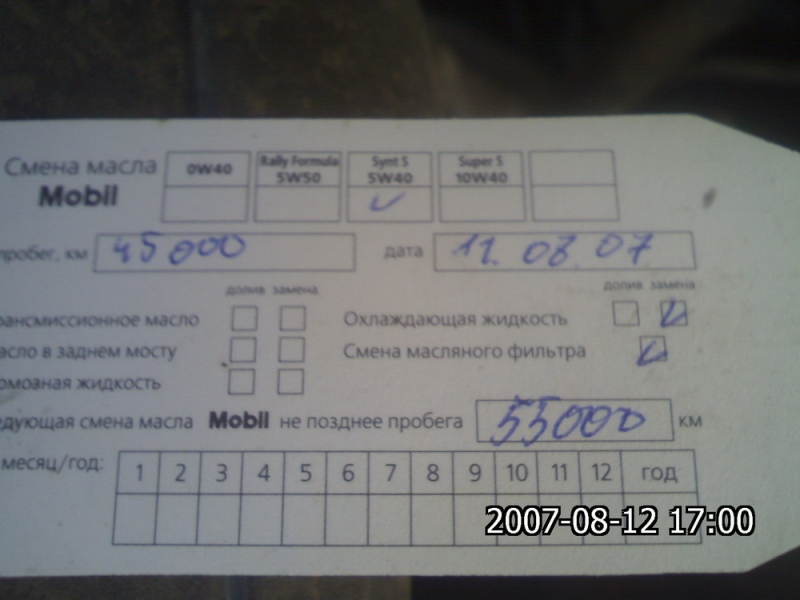 Смена масла
Mobil
0W40
Rally Formula
5W50
Synt S
5W40
Super S
10W40
пробег, км 45000 дата 12.08.07
долив замена
долив замена
рансмиссионное масло Охлаждающая жидкость
асло в заднем мосту Смена масляного фильтра
рмозная жидкость
едующая смена масла Mobil не позднее пробега 55000 км
месяц/год: 1 2 3 4 5 6 7 8 9 10 11 12 год
2007-08-12 17:00